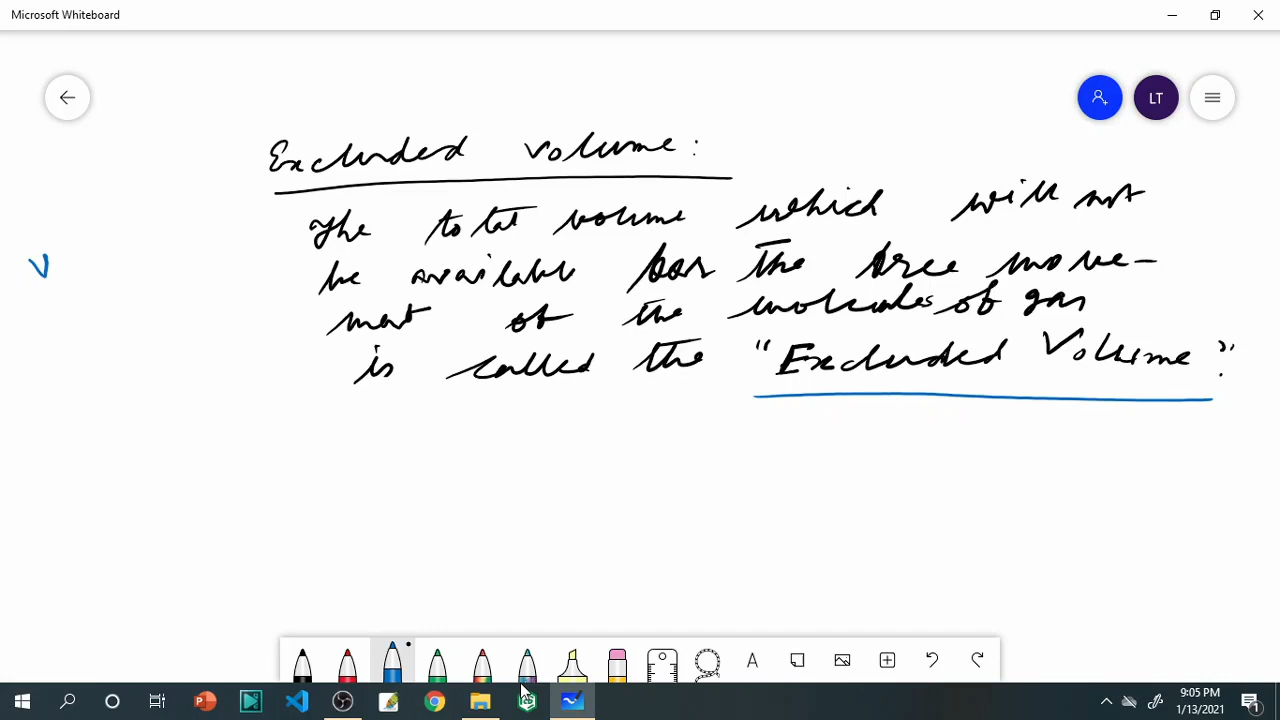 Microsoft Whiteboard
LT
Excluded volume:
The total volume which will not
be available for the free move-
ment of the molecules of gas
is called the "Excluded Volume".
V
A
9:05 PM
1/13/2021